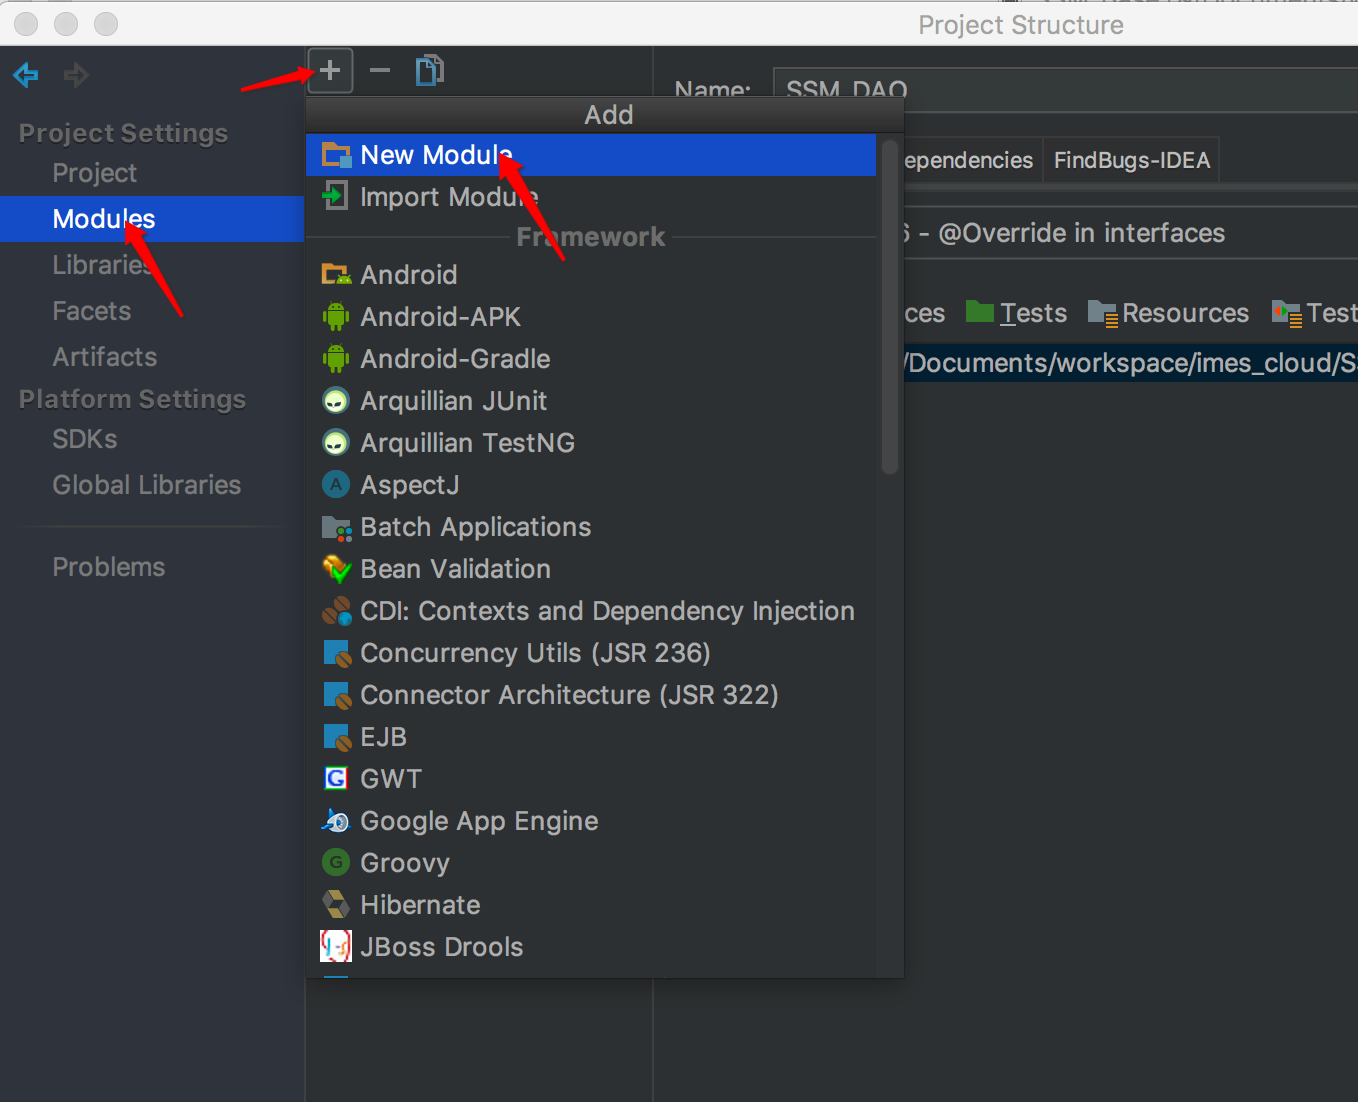 Project Structure
Project Settings
Project
Modules
Libraries
Facets
Artifacts
Platform Settings
SDKs
Global Libraries
Problems
Add
New Module
Import Module
Framework
Android
Android-APK
Android-Gradle
Arquillian JUnit
Arquillian TestNG
AspectJ
Batch Applications
Bean Validation
CDI: Contexts and Dependency Injection
Concurrency Utils (JSR 236)
Connector Architecture (JSR 322)
EJB
GWT
Google App Engine
Groovy
Hibernate
JBoss Drools
Name: SSM_DAO
ependencies FindBugs-IDEA
6 - @Override in interfaces
ces Tests Resources Test
/Documents/workspace/imes_cloud/S